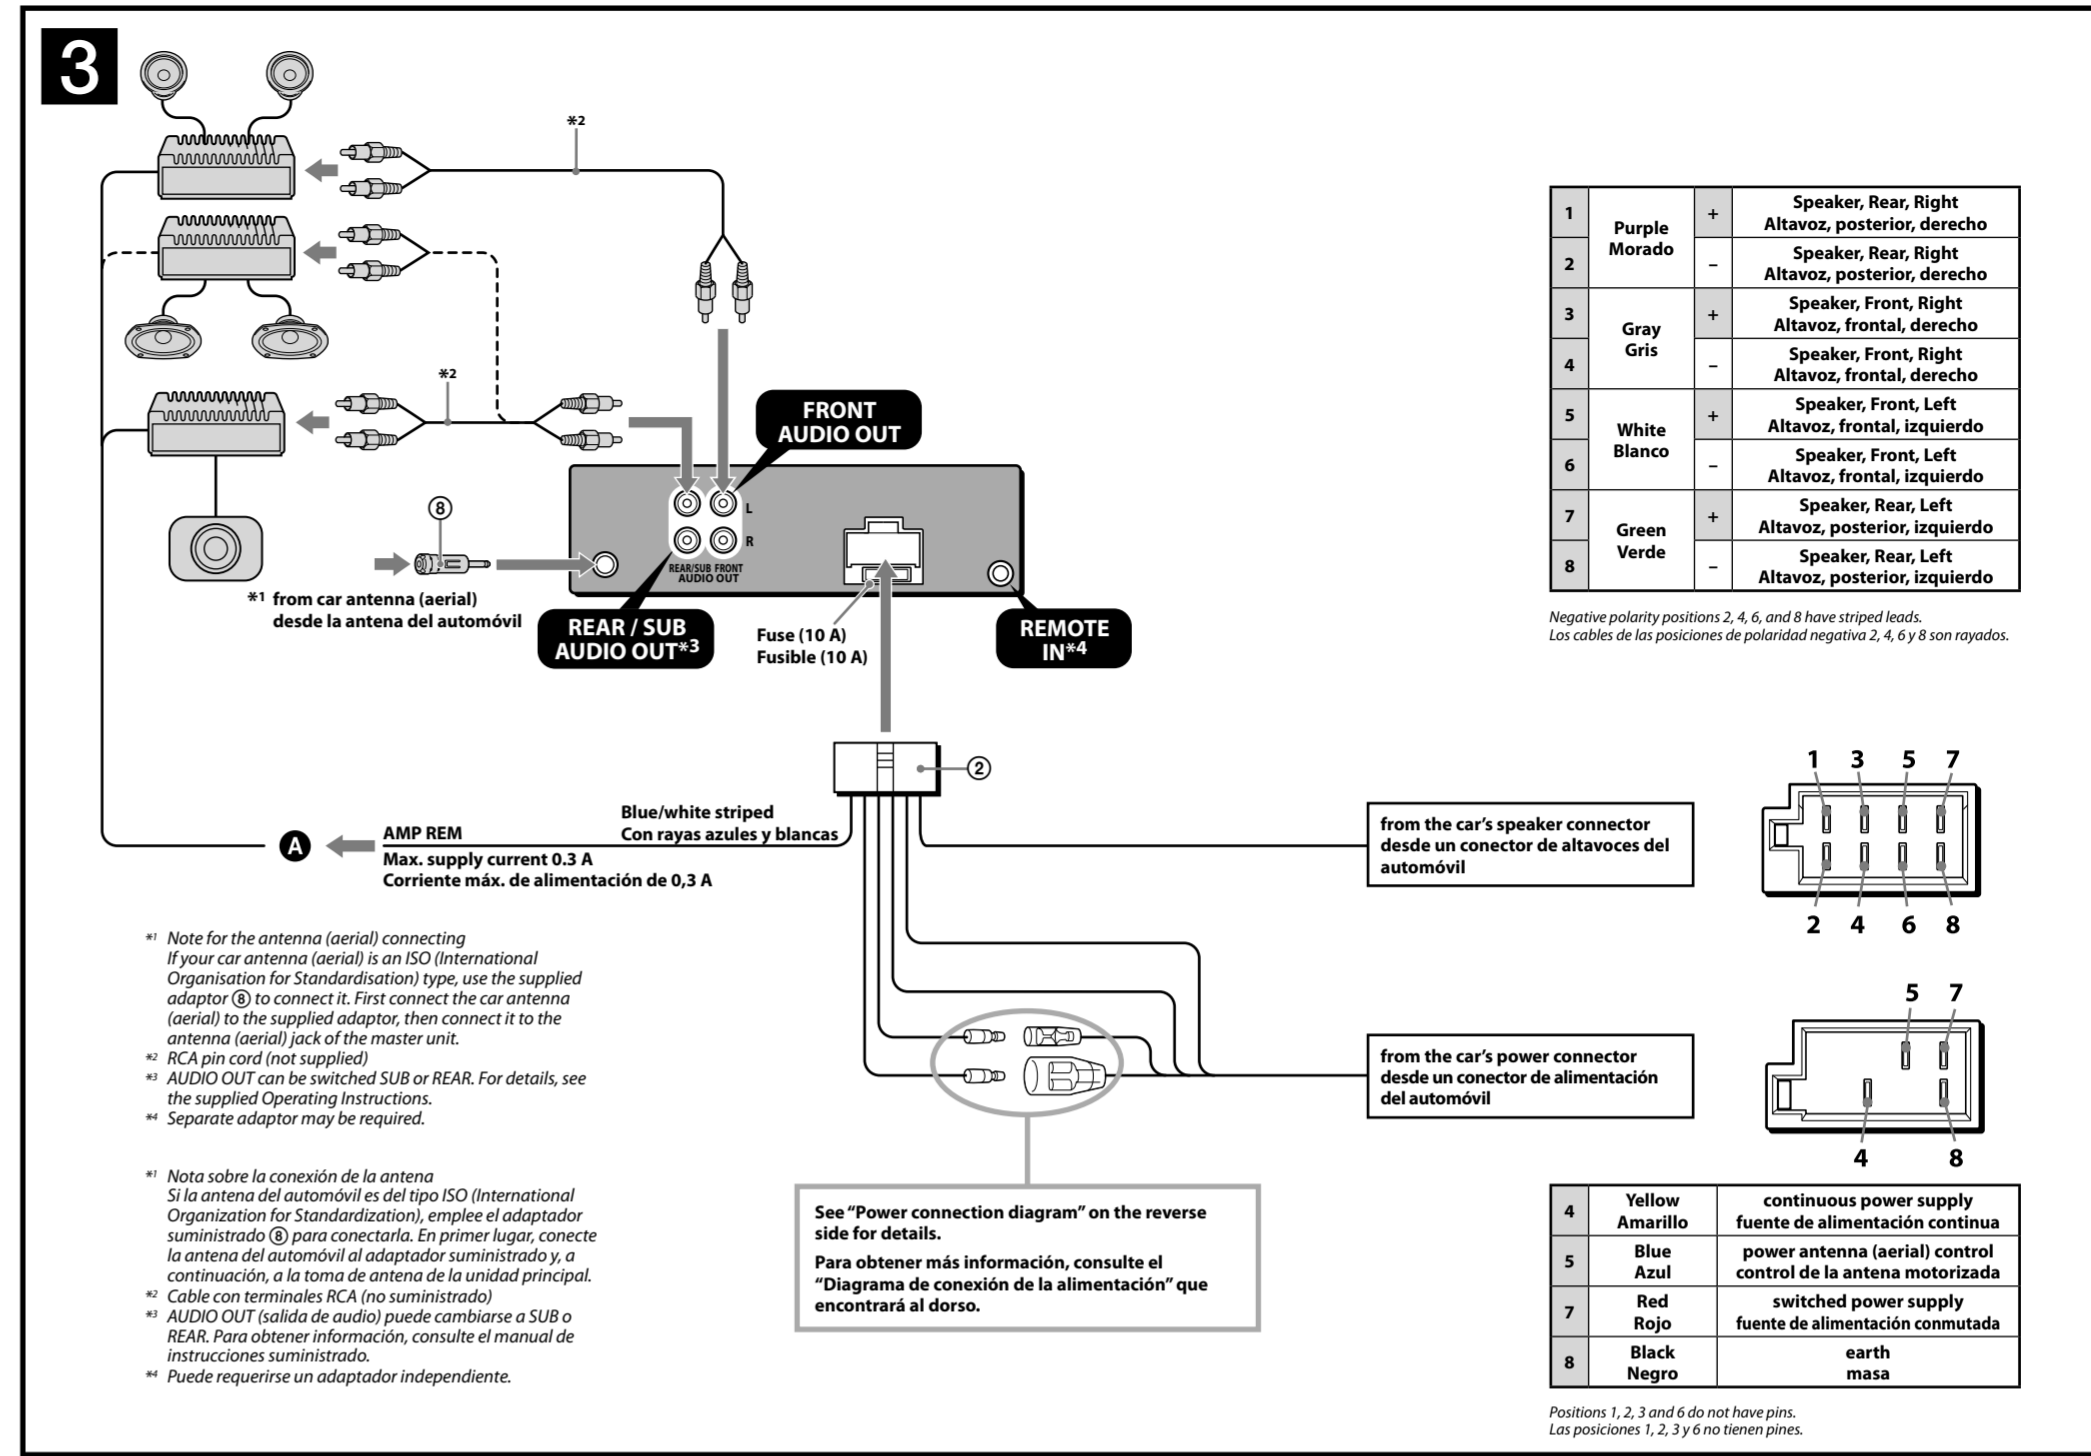 3
*2
*2
FRONT
AUDIO OUT
8
L
R
REAR/SUB FRONT
AUDIO OUT
*1 from car antenna (aerial)
desde la antena del automóvil
REAR / SUB
AUDIO OUT*3
Fuse (10 A)
Fusible (10 A)
REMOTE
IN*4
2
Blue/white striped
Con rayas azules y blancas
A
AMP REM
Max. supply current 0.3 A
Corriente máx. de alimentación de 0,3 A
from the car's speaker connector
desde un conector de altavoces del
automóvil
from the car's power connector
desde un conector de alimentación
del automóvil
See "Power connection diagram" on the reverse
side for details.
Para obtener más información, consulte el
"Diagrama de conexión de la alimentación" que
encontrará al dorso.
*1 Note for the antenna (aerial) connecting
If your car antenna (aerial) is an ISO (International
Organisation for Standardisation) type, use the supplied
adaptor ⑧ to connect it. First connect the car antenna
(aerial) to the supplied adaptor, then connect it to the
antenna (aerial) jack of the master unit.
*2 RCA pin cord (not supplied)
*3 AUDIO OUT can be switched SUB or REAR. For details, see
the supplied Operating Instructions.
*4 Separate adaptor may be required.
*1 Nota sobre la conexión de la antena
Si la antena del automóvil es del tipo ISO (International
Organization for Standardization), emplee el adaptador
suministrado ⑧ para conectarla. En primer lugar, conecte
la antena del automóvil al adaptador suministrado y, a
continuación, a la toma de antena de la unidad principal.
*2 Cable con terminales RCA (no suministrado)
*3 AUDIO OUT (salida de audio) puede cambiarse a SUB o
REAR. Para obtener información, consulte el manual de
instrucciones suministrado.
*4 Puede requerirse un adaptador independiente.
1 Purple + Speaker, Rear, Right
Morado Altavoz, posterior, derecho
2 – Speaker, Rear, Right
Altavoz, posterior, derecho
3 Gray + Speaker, Front, Right
Gris Altavoz, frontal, derecho
4 – Speaker, Front, Right
Altavoz, frontal, derecho
5 White + Speaker, Front, Left
Blanco Altavoz, frontal, izquierdo
6 – Speaker, Front, Left
Altavoz, frontal, izquierdo
7 Green + Speaker, Rear, Left
Verde Altavoz, posterior, izquierdo
8 – Speaker, Rear, Left
Altavoz, posterior, izquierdo
Negative polarity positions 2, 4, 6, and 8 have striped leads.
Los cables de las posiciones de polaridad negativa 2, 4, 6 y 8 son rayados.
1 3 5 7
2 4 6 8
5 7
4 8
4 Yellow continuous power supply
Amarillo fuente de alimentación continua
5 Blue power antenna (aerial) control
Azul control de la antena motorizada
7 Red switched power supply
Rojo fuente de alimentación conmutada
8 Black earth
Negro masa
Positions 1, 2, 3 and 6 do not have pins.
Las posiciones 1, 2, 3 y 6 no tienen pines.